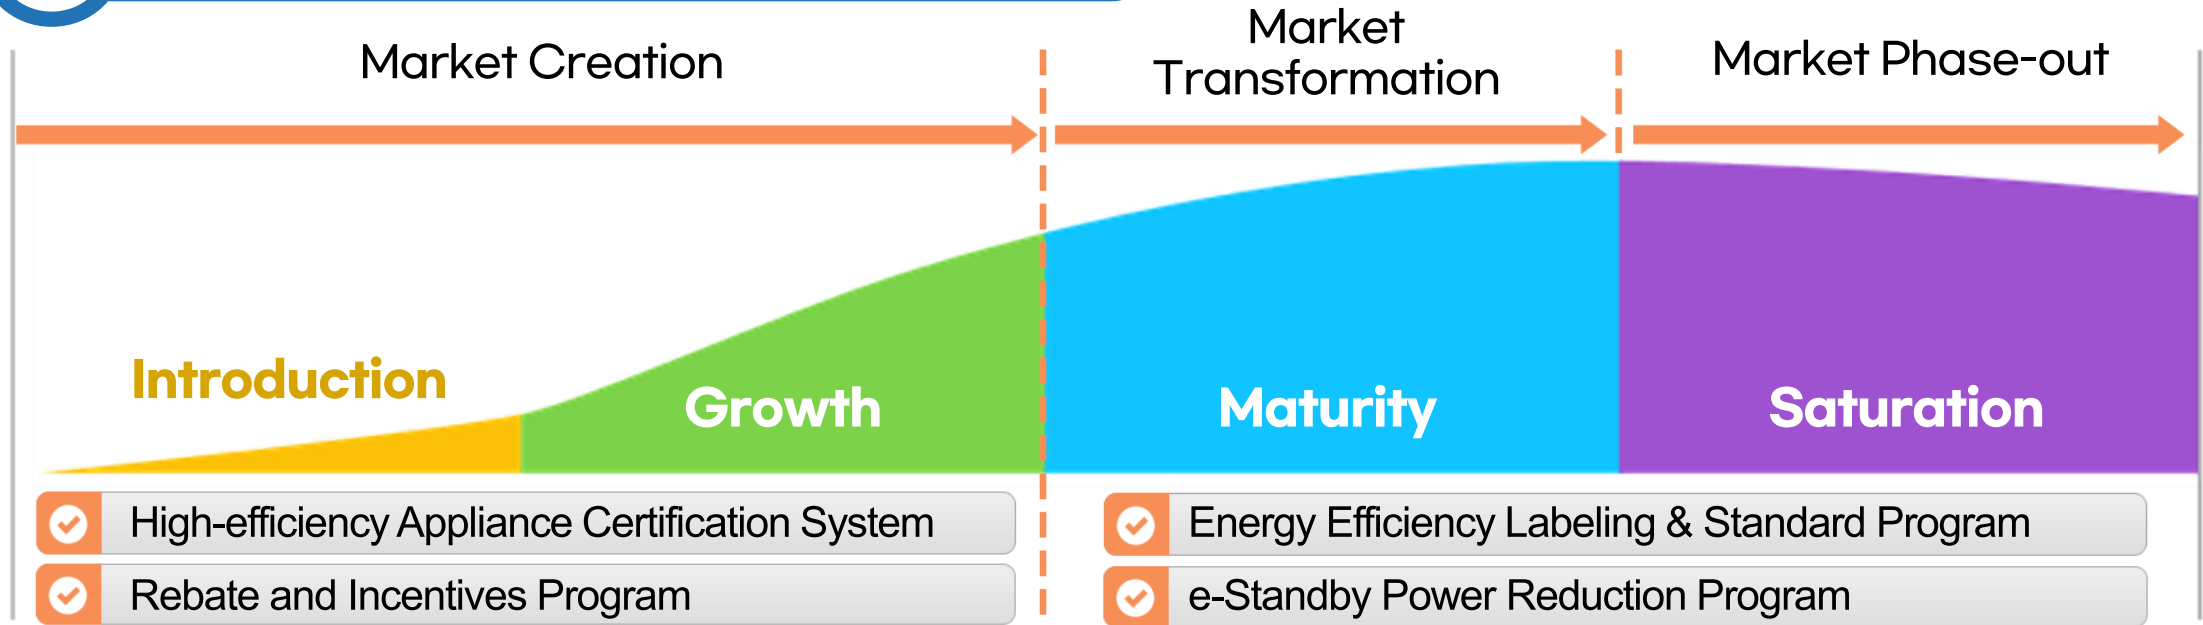 Market Creation
Market
Transformation
Market Phase-out
Introduction
Growth
Maturity
Saturation
High-efficiency Appliance Certification System
Rebate and Incentives Program
Energy Efficiency Labeling & Standard Program
e-Standby Power Reduction Program